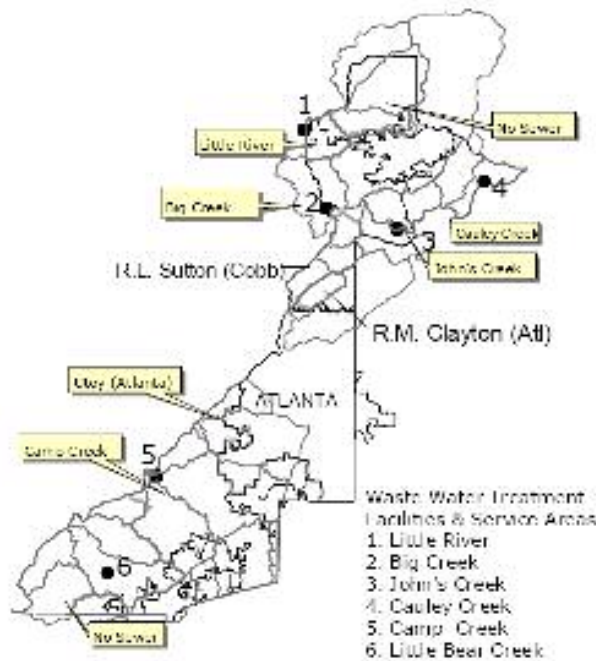 1
No Sewer
Little River
4
Big Creek
2
Cauley Creek
3
R.L. Sutton (Cobb)
John's Creek
R.M. Clayton (Atl)
Utoy (Atlanta)
ATLANTA
Camp Creek
5
6
No Sewer
Waste Water Treatment
Facilities & Service Areas
1. Little River
2. Big Creek
3. John's Creek
4. Cauley Creek
5. Camp Creek
6. Little Bear Creek